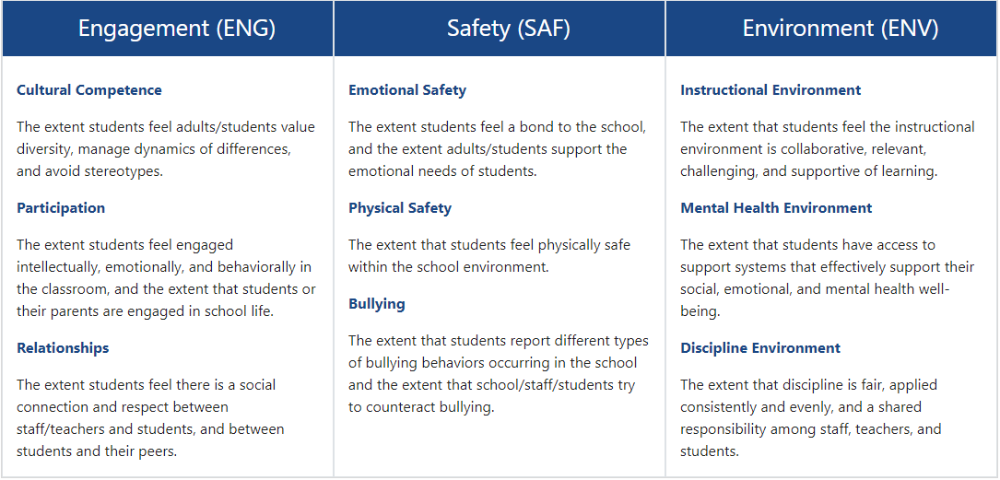 Engagement (ENG)
Cultural Competence
The extent students feel adults/students value
diversity, manage dynamics of differences,
and avoid stereotypes.
Participation
The extent students feel engaged
intellectually, emotionally, and behaviorally in
the classroom, and the extent that students or
their parents are engaged in school life.
Relationships
The extent students feel there is a social
connection and respect between
staff/teachers and students, and between
students and their peers.
Safety (SAF)
Emotional Safety
The extent students feel a bond to the school,
and the extent adults/students support the
emotional needs of students.
Physical Safety
The extent that students feel physically safe
within the school environment.
Bullying
The extent that students report different types
of bullying behaviors occurring in the school
and the extent that school/staff/students try
to counteract bullying.
Environment (ENV)
Instructional Environment
The extent that students feel the instructional
environment is collaborative, relevant,
challenging, and supportive of learning.
Mental Health Environment
The extent that students have access to
support systems that effectively support their
social, emotional, and mental health well-
being.
Discipline Environment
The extent that discipline is fair, applied
consistently and evenly, and a shared
responsibility among staff, teachers, and
students.